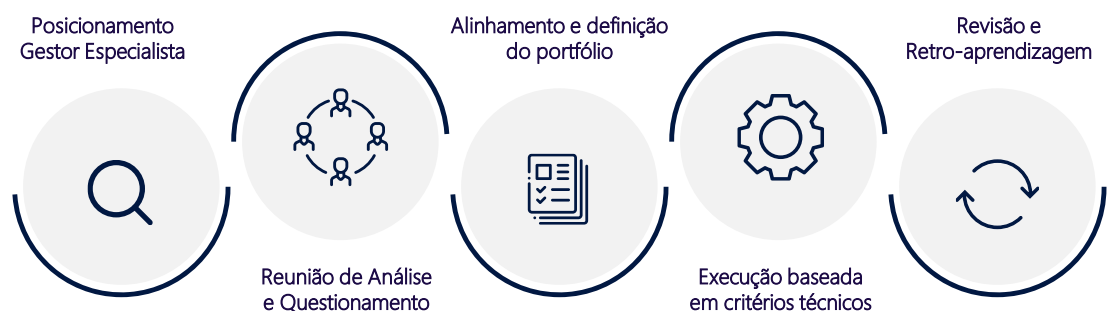 Posicionamento
Gestor Especialista
Reunião de Análise
e Questionamento
Alinhamento e definição
do portfólio
Execução baseada
em critérios técnicos
Revisão e
Retro-aprendizagem